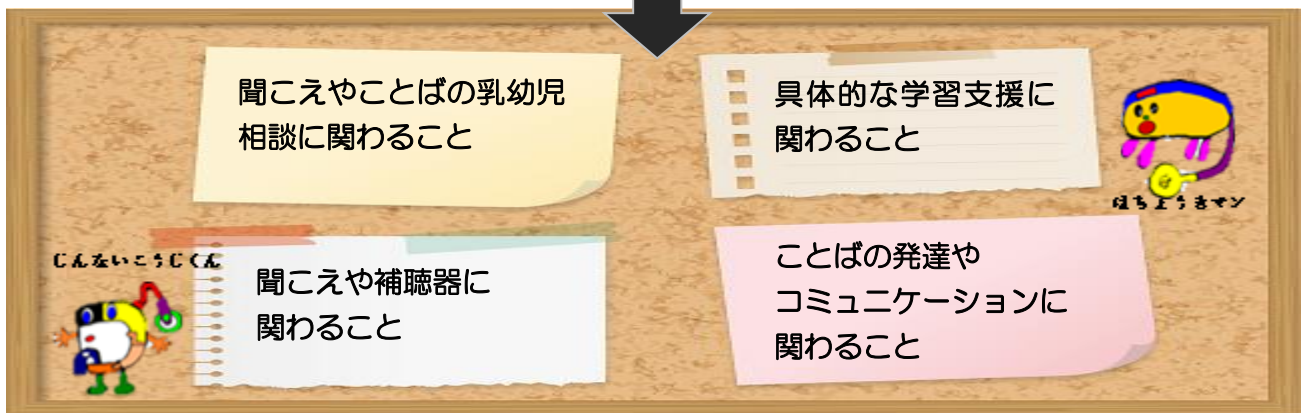 聞こえやことばの乳幼児
相談に関わること
具体的な学習支援に
関わること
ほちょうきマン
じんないこうじくん
聞こえや補聴器に
関わること
ことばの発達や
コミュニケーションに
関わること